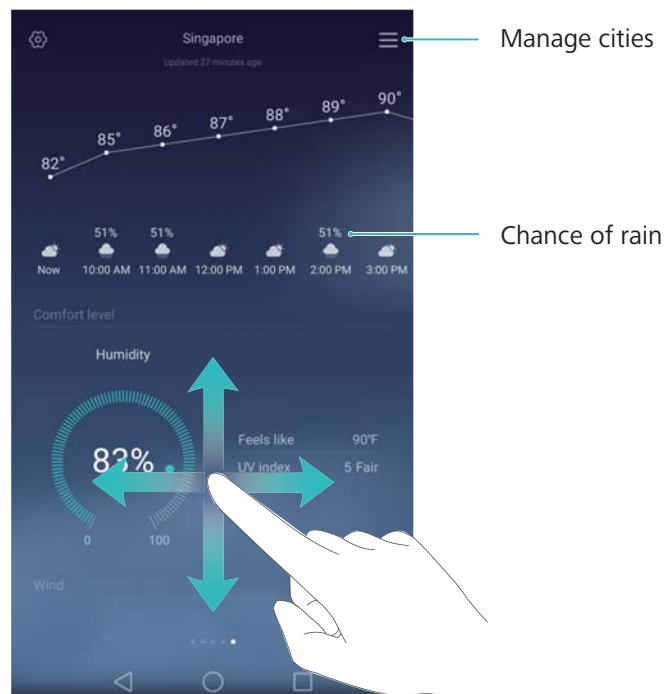 Singapore
Manage cities
Updated 27 minutes ago
82° 85° 86° 87° 88° 89° 90°
51% 51% 51%
Chance of rain
Now 10:00 AM 11:00 AM 12:00 PM 1:00 PM 2:00 PM 3:00 PM
Comfort level
Humidity
83%
Feels like 90°F
UV index 5 Fair
0 100
Wind